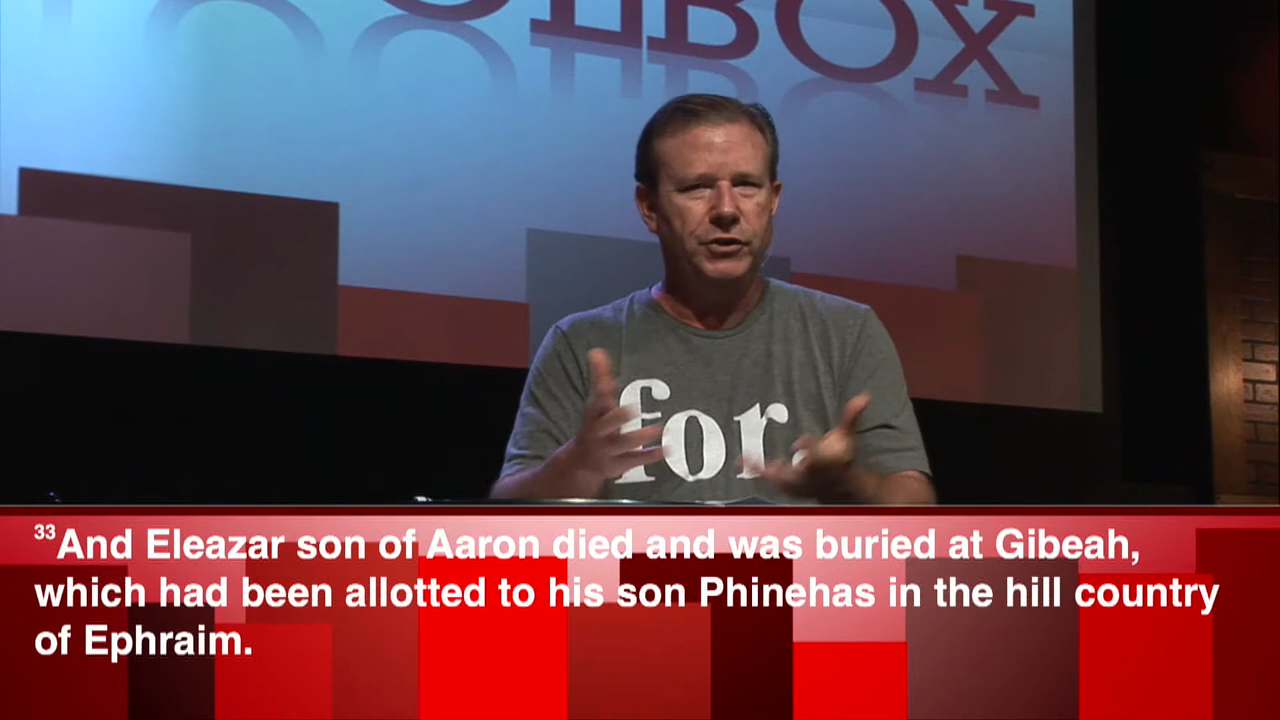 BOX
for.
³³And Eleazar son of Aaron died and was buried at Gibeah,
which had been allotted to his son Phinehas in the hill country
of Ephraim.